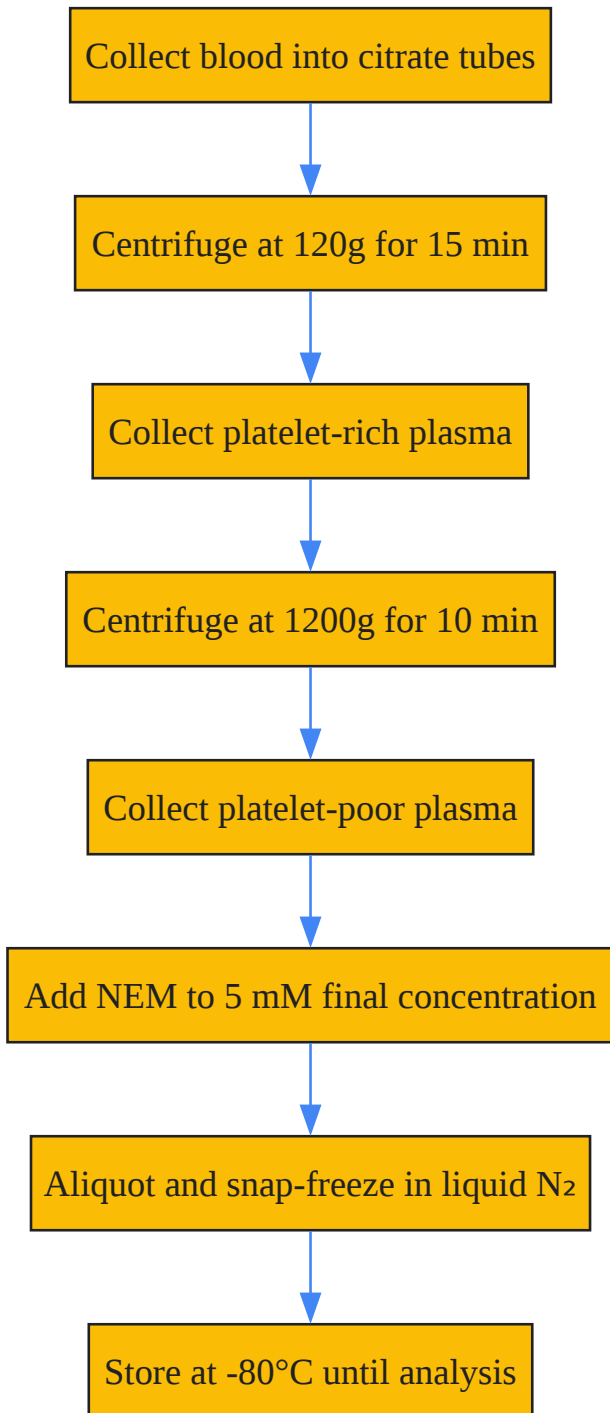 Collect blood into citrate tubes
Centrifuge at 120g for 15 min
Collect platelet-rich plasma
Centrifuge at 1200g for 10 min
Collect platelet-poor plasma
Add NEM to 5 mM final concentration
Aliquot and snap-freeze in liquid N₂
Store at -80°C until analysis